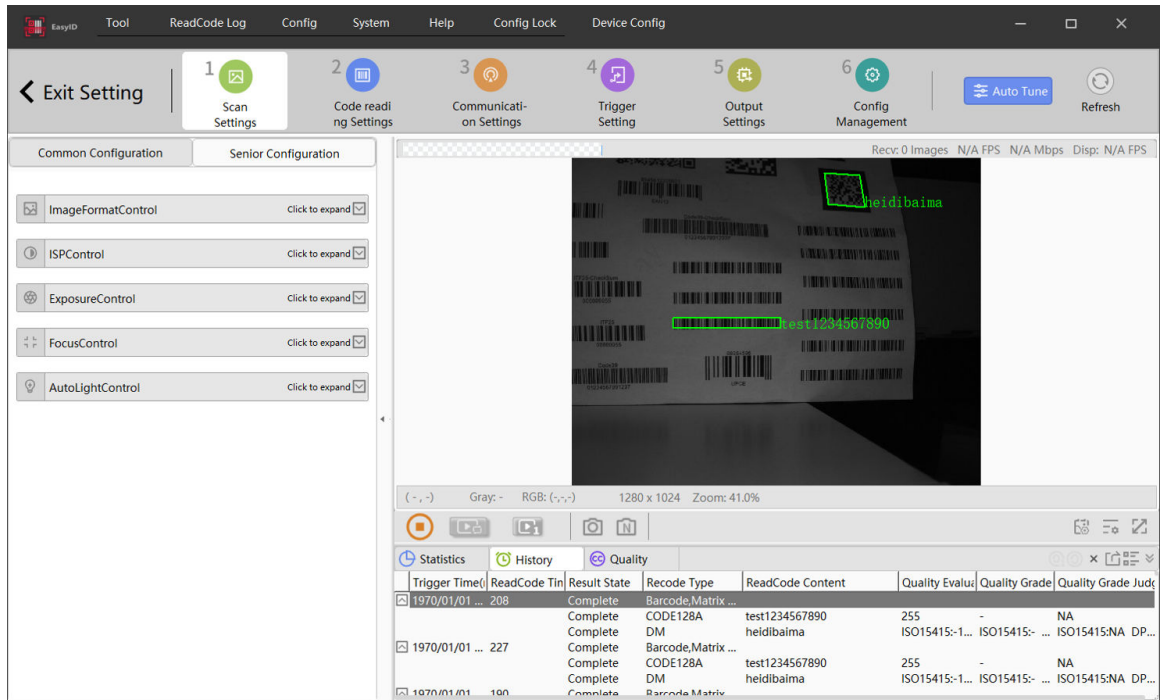 EasyID Tool ReadCode Log Config System Help Config Lock Device Config
Exit Setting
1 Scan Settings
2 Code readi ng Settings
3 Communicati- on Settings
4 Trigger Setting
5 Output Settings
6 Config Management
Auto Tune
Refresh
Common Configuration Senior Configuration
Recv: 0 Images N/A FPS N/A Mbps Disp: N/A FPS
ImageFormatControl Click to expand
ISPControl Click to expand
ExposureControl Click to expand
FocusControl Click to expand
AutoLightControl Click to expand
heidibaima
test1234567890
( - , -) Gray: - RGB: (-,-,-) 1280 x 1024 Zoom: 41.0%
Statistics History Quality
Trigger Time( ReadCode Tin Result State Recode Type ReadCode Content Quality Evalua Quality Grade Quality Grade Judg
1970/01/01 ... 208 Complete Barcode,Matrix ...
Complete CODE128A test1234567890 255 - NA
Complete DM heidibaima ISO15415:-1... ISO15415:- ... ISO15415:NA DP...
1970/01/01 ... 227 Complete Barcode,Matrix ...
Complete CODE128A test1234567890 255 - NA
Complete DM heidibaima ISO15415:-1... ISO15415:- ... ISO15415:NA DP...
1970/01/01 190 Complete Barcode Matrix